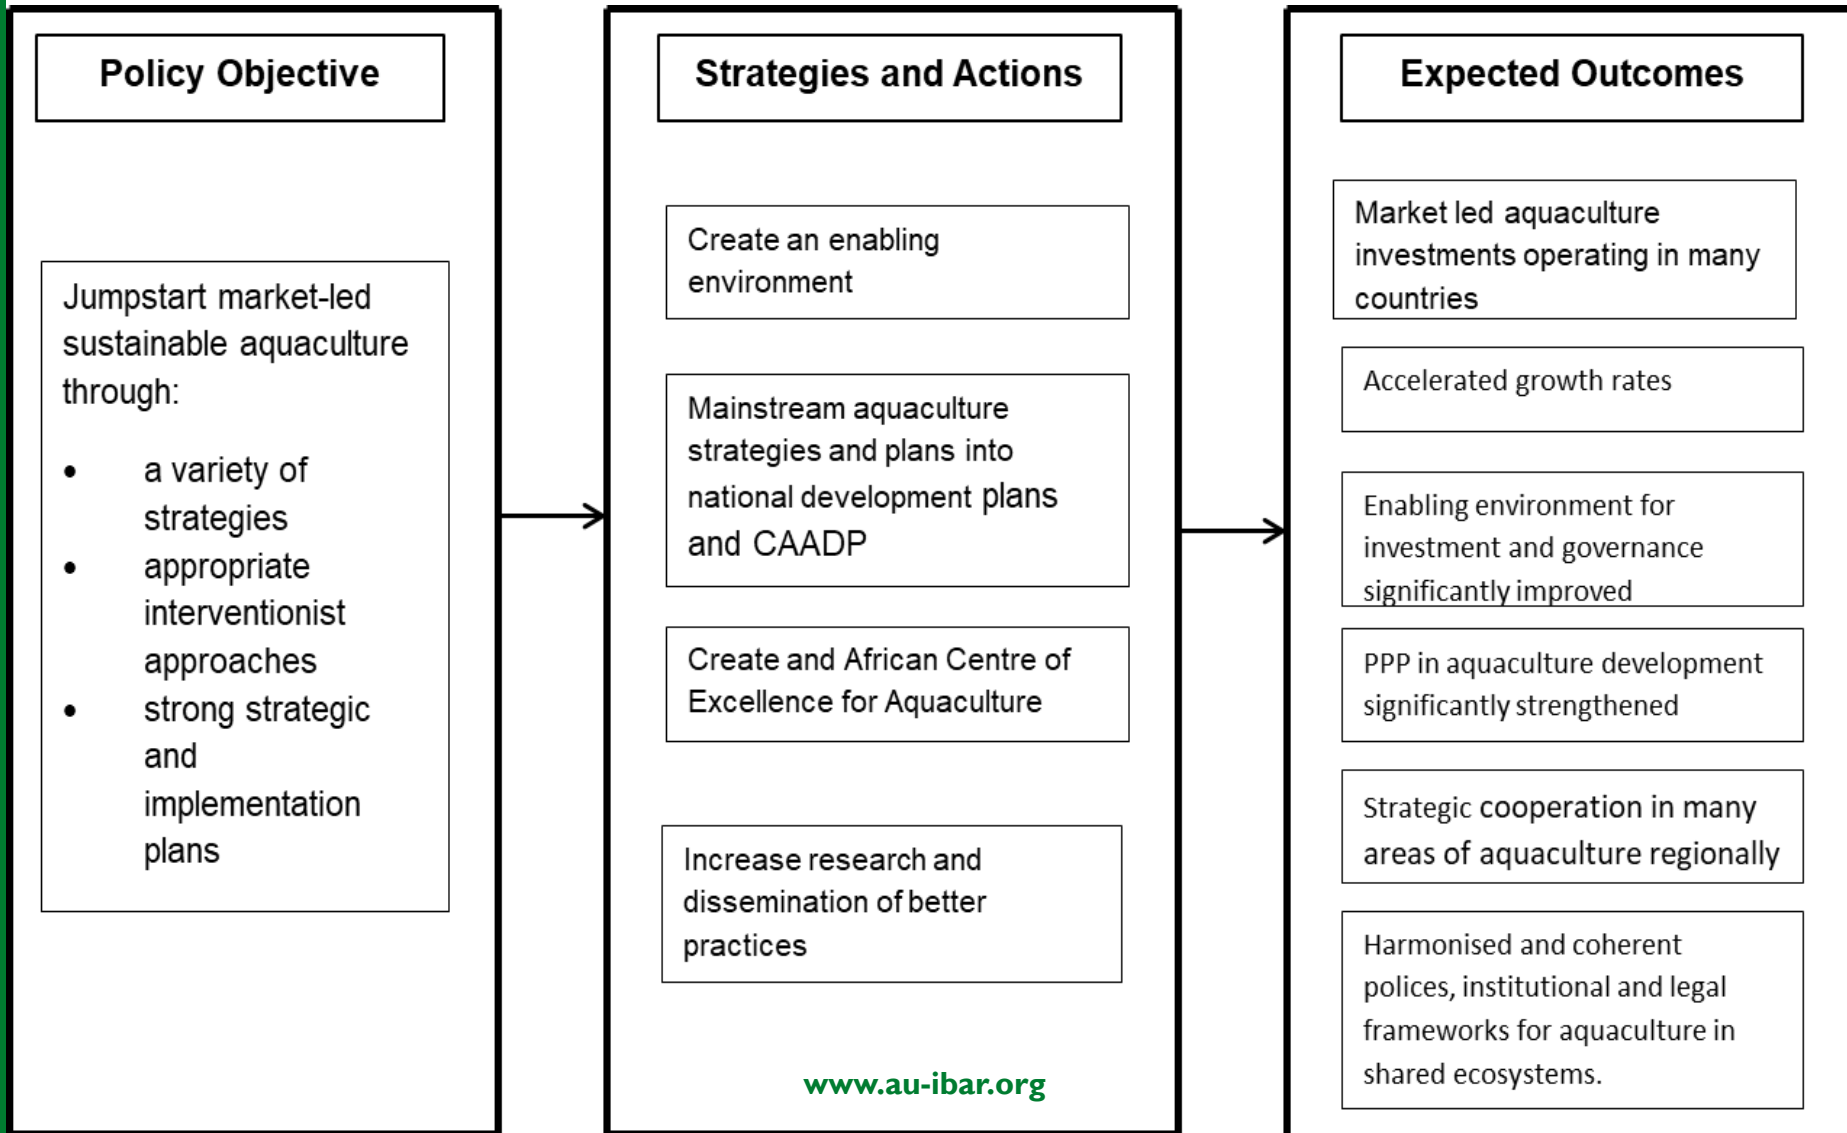 Policy Objective
Jumpstart market-led
sustainable aquaculture
through:
• a variety of
strategies
• appropriate
interventionist
approaches
• strong strategic
and
implementation
plans
Strategies and Actions
Create an enabling
environment
Mainstream aquaculture
strategies and plans into
national development plans
and CAADP
Create and African Centre of
Excellence for Aquaculture
Increase research and
dissemination of better
practices
www.au-ibar.org
Expected Outcomes
Market led aquaculture
investments operating in many
countries
Accelerated growth rates
Enabling environment for
investment and governance
significantly improved
PPP in aquaculture development
significantly strengthened
Strategic cooperation in many
areas of aquaculture regionally
Harmonised and coherent
polices, institutional and legal
frameworks for aquaculture in
shared ecosystems.